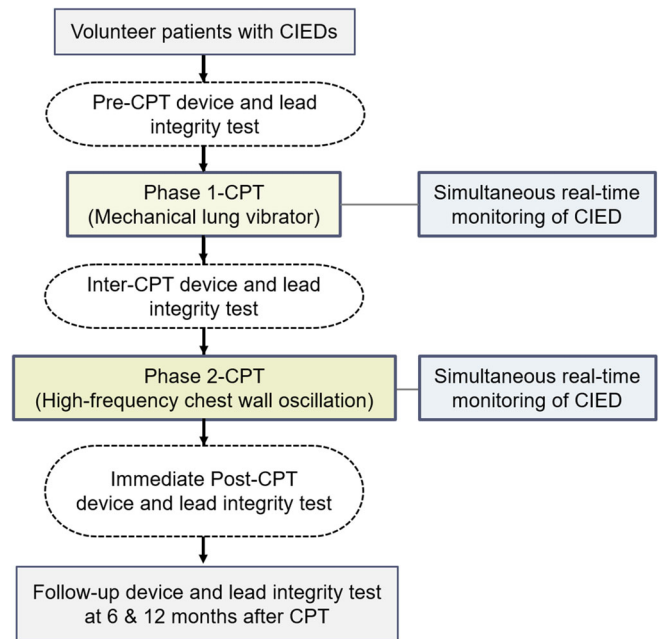 Volunteer patients with CIEDs
Pre-CPT device and lead
integrity test
Phase 1-CPT
(Mechanical lung vibrator)
Simultaneous real-time
monitoring of CIED
Inter-CPT device and lead
integrity test
Phase 2-CPT
(High-frequency chest wall oscillation)
Simultaneous real-time
monitoring of CIED
Immediate Post-CPT
device and lead integrity test
Follow-up device and lead integrity test
at 6 & 12 months after CPT